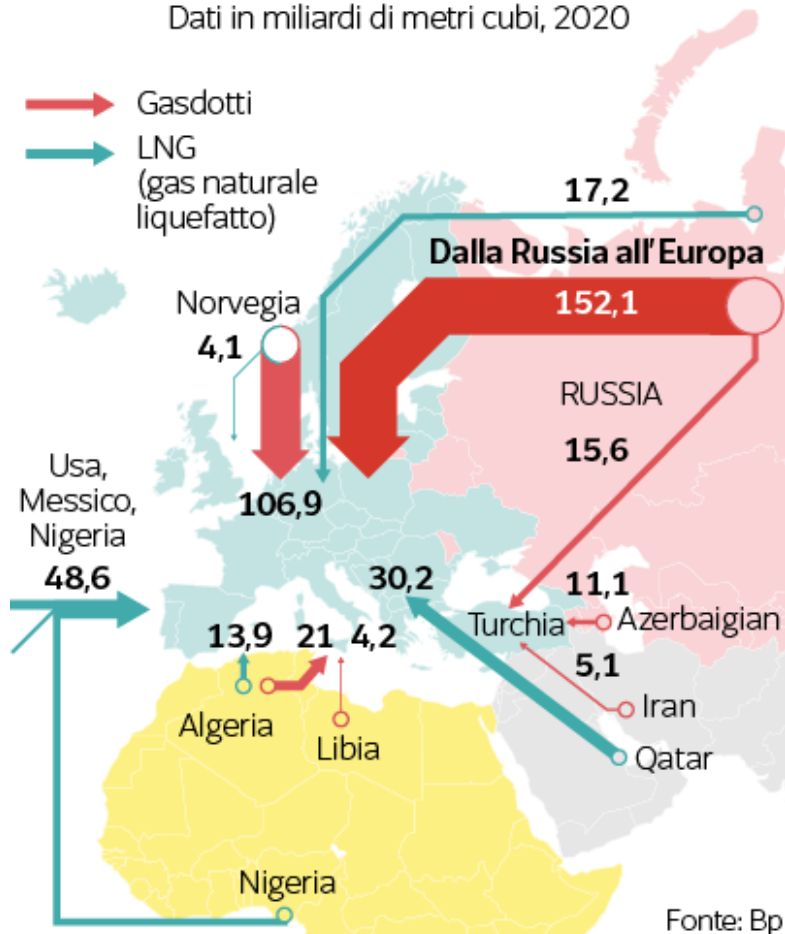 Dati in miliardi di metri cubi, 2020
Gasdotti
LNG
(gas naturale
liquefatto)
17,2
Dalla Russia all'Europa
152,1
Norvegia
4,1
RUSSIA
15,6
Usa,
Messico,
Nigeria
48,6
106,9
30,2
11,1
Turchia
Azerbaigian
13,9
21
4,2
5,1
Algeria
Libia
Iran
Qatar
Nigeria
Fonte: Bp